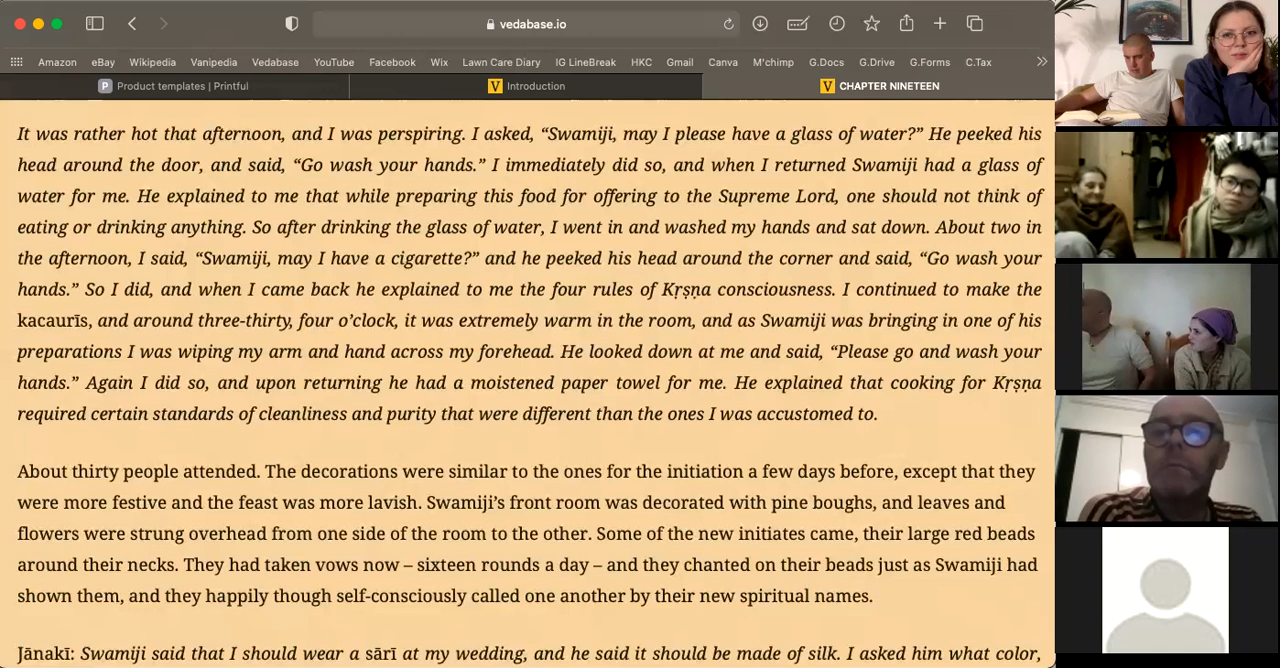 vedabase.io
Amazon eBay Wikipedia Vanipedia Vedabase YouTube Facebook Wix Lawn Care Diary IG LineBreak HKC Gmail Canva M'chimp G.Docs G.Drive G.Forms C.Tax
P Product templates | Printful V Introduction V CHAPTER NINETEEN
It was rather hot that afternoon, and I was perspiring. I asked, “Swamiji, may I please have a glass of water?” He peeked his
head around the door, and said, “Go wash your hands.” I immediately did so, and when I returned Swamiji had a glass of
water for me. He explained to me that while preparing this food for offering to the Supreme Lord, one should not think of
eating or drinking anything. So after drinking the glass of water, I went in and washed my hands and sat down. About two in
the afternoon, I said, “Swamiji, may I have a cigarette?” and he peeked his head around the corner and said, “Go wash your
hands.” So I did, and when I came back he explained to me the four rules of Kṛṣṇa consciousness. I continued to make the
kacaurīs, and around three-thirty, four o’clock, it was extremely warm in the room, and as Swamiji was bringing in one of his
preparations I was wiping my arm and hand across my forehead. He looked down at me and said, “Please go and wash your
hands.” Again I did so, and upon returning he had a moistened paper towel for me. He explained that cooking for Kṛṣṇa
required certain standards of cleanliness and purity that were different than the ones I was accustomed to.
About thirty people attended. The decorations were similar to the ones for the initiation a few days before, except that they
were more festive and the feast was more lavish. Swamiji’s front room was decorated with pine boughs, and leaves and
flowers were strung overhead from one side of the room to the other. Some of the new initiates came, their large red beads
around their necks. They had taken vows now – sixteen rounds a day – and they chanted on their beads just as Swamiji had
shown them, and they happily though self-consciously called one another by their new spiritual names.
Jānakī: Swamiji said that I should wear a sārī at my wedding, and he said it should be made of silk. I asked him what color,